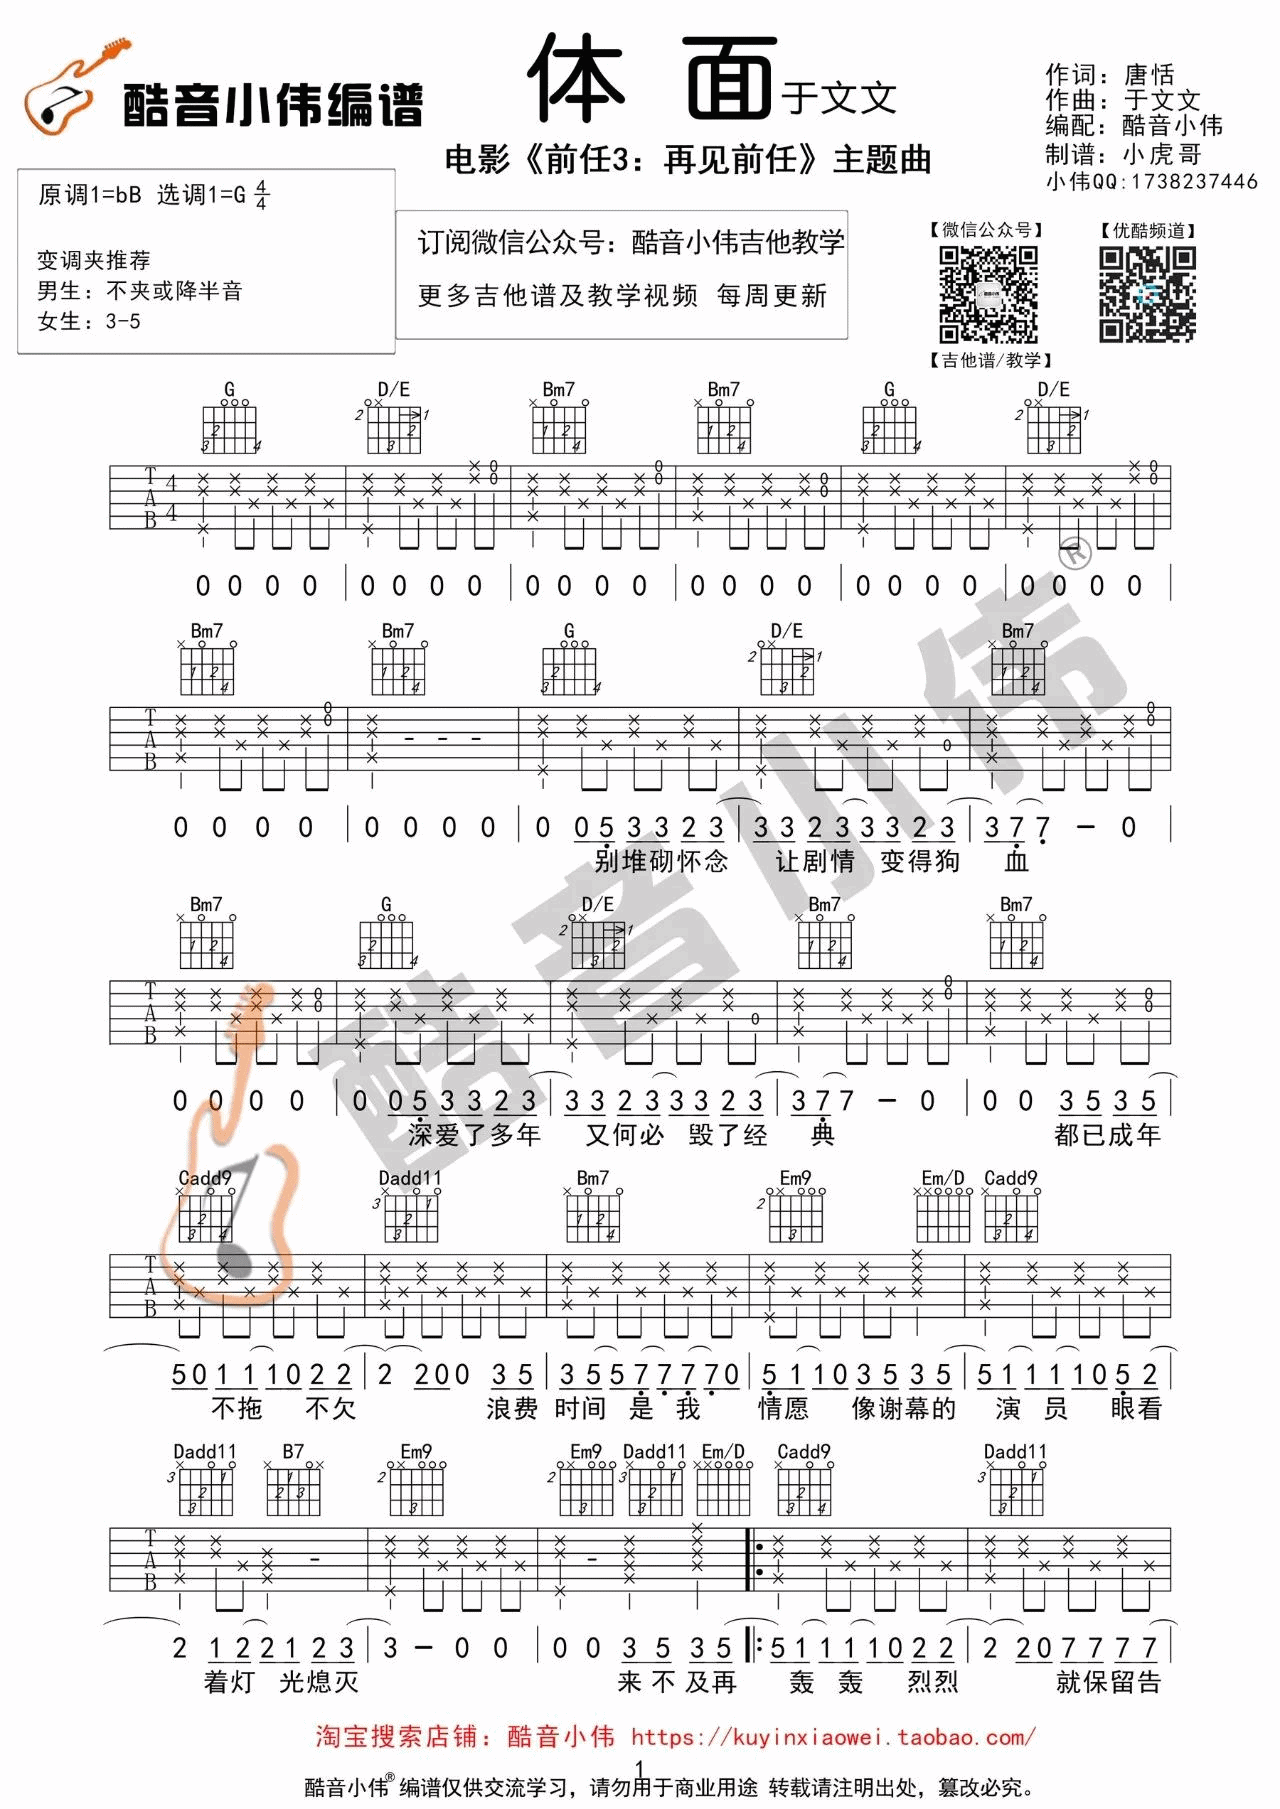 酷音小伟编谱
体 面 于文文
电影《前任3：再见前任》主题曲
作词：唐恬
作曲：于文文
编配：酷音小伟
制谱：小虎哥
小伟QQ:1738237446
原调1=bB 选调1=G 4/4
变调夹推荐
男生：不夹或降半音
女生：3-5
订阅微信公众号：酷音小伟吉他教学
更多吉他谱及教学视频 每周更新
【微信公众号】 【优酷频道】
【吉他谱/教学】
G D/E Bm7 Bm7 G D/E
T 4
A
B 4
0 0 0 0 0 0 0 0 0 0 0 0 0 0 0 0 0 0 0 0 0 0 0 0
Bm7 Bm7 G D/E Bm7
T
A
B
0 0 0 0 0 0 0 0 0 0 5 3 3 2 3 3 3 2 3 3 3 2 3 3 7 7 - 0
别堆砌怀念 让剧情 变得狗 血
Bm7 G D/E Bm7 Bm7
T
A
B
0 0 0 0 0 0 5 3 3 2 3 3 3 2 3 3 3 2 3 3 7 7 - 0 0 0 3 5 3 5
深爱了多年 又何必 毁了经 典 都已成年
Cadd9 Dadd11 Bm7 Em9 Em/D Cadd9
T
A
B
5 0 1 1 1 0 2 2 2 2 0 0 3 5 3 5 5 7 7 7 7 0 5 1 1 0 3 5 3 5 5 1 1 1 1 0 5 2
不拖 不欠 浪费 时间 是 我 情愿 像谢幕的 演 员 眼看
Dadd11 B7 Em9 Em9 Dadd11 Em/D Cadd9 Dadd11
T
A
B
2 1 2 2 1 2 3 3 - 0 0 0 0 3 5 3 5 5 1 1 1 1 0 2 2 2 2 0 7 7 7 7
着灯 光熄灭 来 不 及再 轰 轰 烈烈 就保留告
酷音小伟®
淘宝搜索店铺：酷音小伟 https://kuyinxiaowei.taobao.com/
1
酷音小伟® 编谱仅供交流学习，请勿用于商业用途 转载请注明出处，篡改必究。